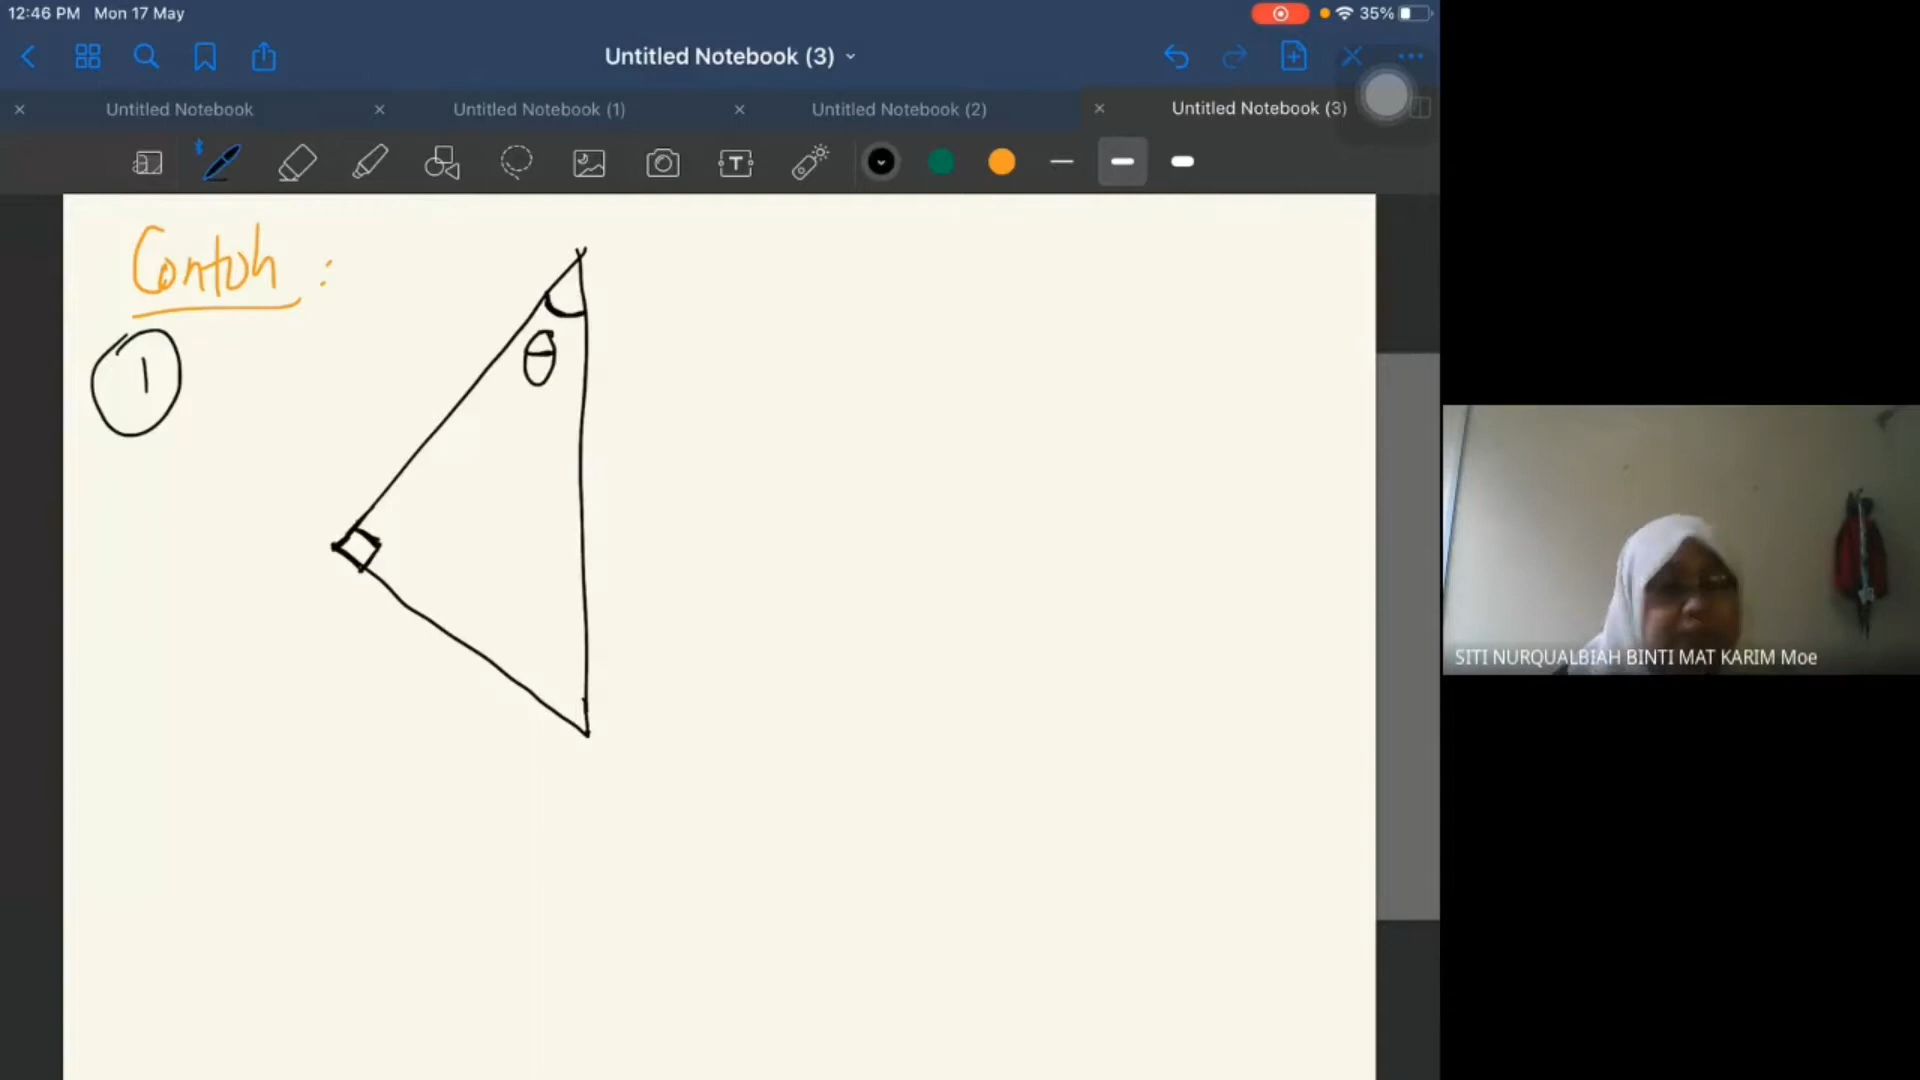 12:46 PM Mon 17 May
35%
Untitled Notebook (3)
Untitled Notebook
Untitled Notebook (1)
Untitled Notebook (2)
Untitled Notebook (3)
T
Contoh :
1
θ
SITI NURQUALBIAH BINTI MAT KARIM Moe